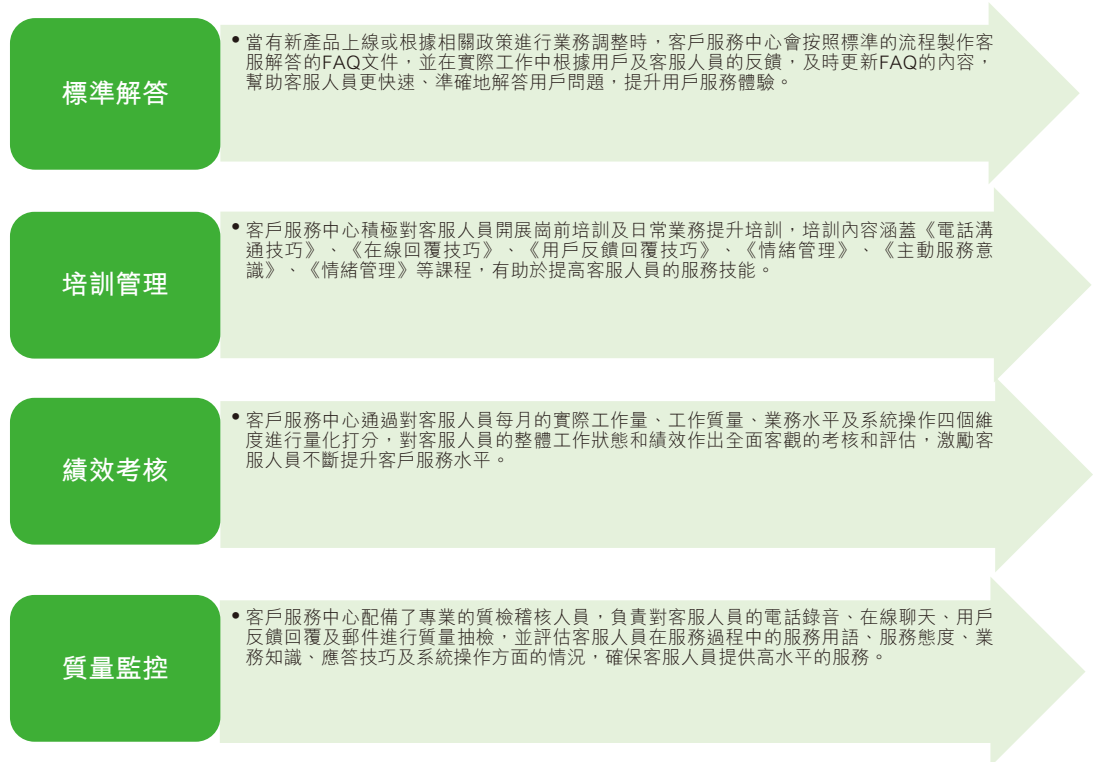 標準解答
• 當有新產品上線或根據相關政策進行業務調整時，客戶服務中心會按照標準的流程製作客
服解答的FAQ文件，並在實際工作中根據用戶及客服人員的反饋，及時更新FAQ的內容，
幫助客服人員更快速、準確地解答用戶問題，提升用戶服務體驗。
培訓管理
• 客戶服務中心積極對客服人員開展崗前培訓及日常業務提升培訓，培訓內容涵蓋《電話溝
通技巧》、《在線回覆技巧》、《用戶反饋回覆技巧》、《情緒管理》、《主動服務意
識》、《情緒管理》等課程，有助於提高客服人員的服務技能。
績效考核
• 客戶服務中心通過對客服人員每月的實際工作量、工作質量、業務水平及系統操作四個維
度進行量化打分，對客服人員的整體工作狀態和績效作出全面客觀的考核和評估，激勵客
服人員不斷提升客戶服務水平。
質量監控
• 客戶服務中心配備了專業的質檢稽核人員，負責對客服人員的電話錄音、在線聊天、用戶
反饋回覆及郵件進行質量抽檢，並評估客服人員在服務過程中的服務用語、服務態度、業
務知識、應答技巧及系統操作方面的情況，確保客服人員提供高水平的服務。